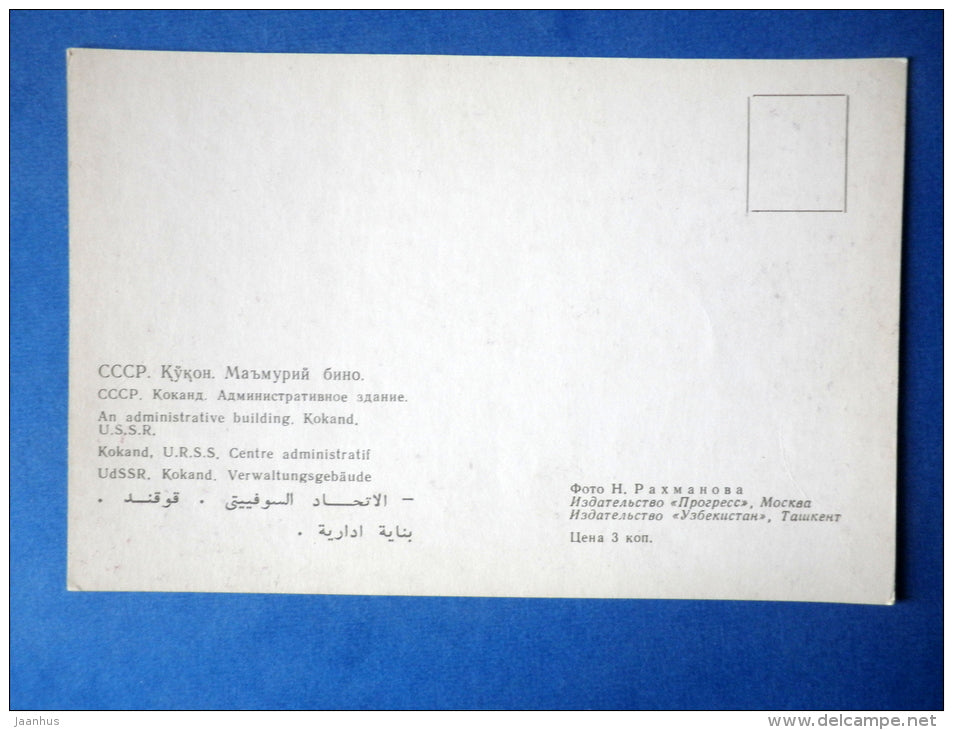 СССР. Қўқон. Маъмурий бино.
СССР. Коканд. Административное здание.
An administrative building. Kokand.
U.S.S.R.
Kokand, U.R.S.S. Centre administratif
UdSSR. Kokand. Verwaltungsgebäude
– الاتحاد السوفييتى . قوقند .
بناية ادارية .
Фото Н. Рахманова
Издательство «Прогресс», Москва
Издательство «Узбекистан», Ташкент
Цена 3 коп.
Jaanhus
www.delcampe.net